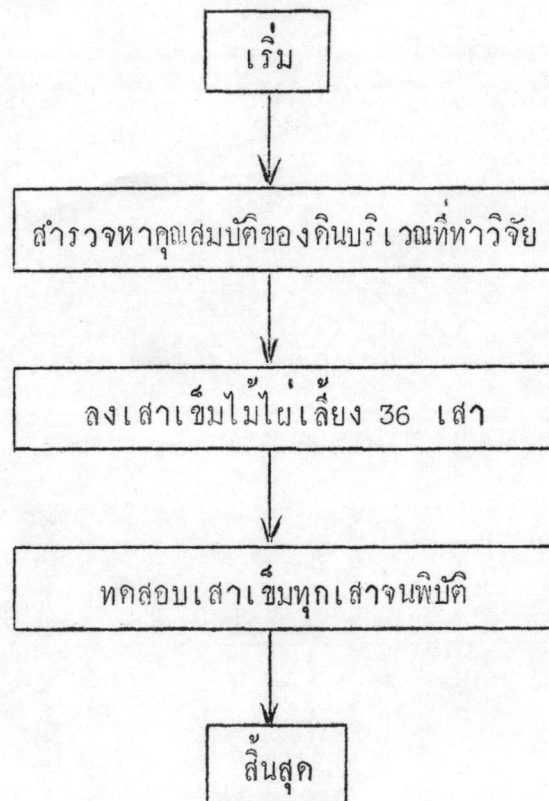 เริ่ม
สำรวจหาคุณสมบัติของดินบริเวณที่ทำวิจัย
ลงเสาเข็มไม้ไผ่เลี้ยง 36 เสา
ทดสอบเสาเข็มทุกเสาจนพิบัติ
สิ้นสุด